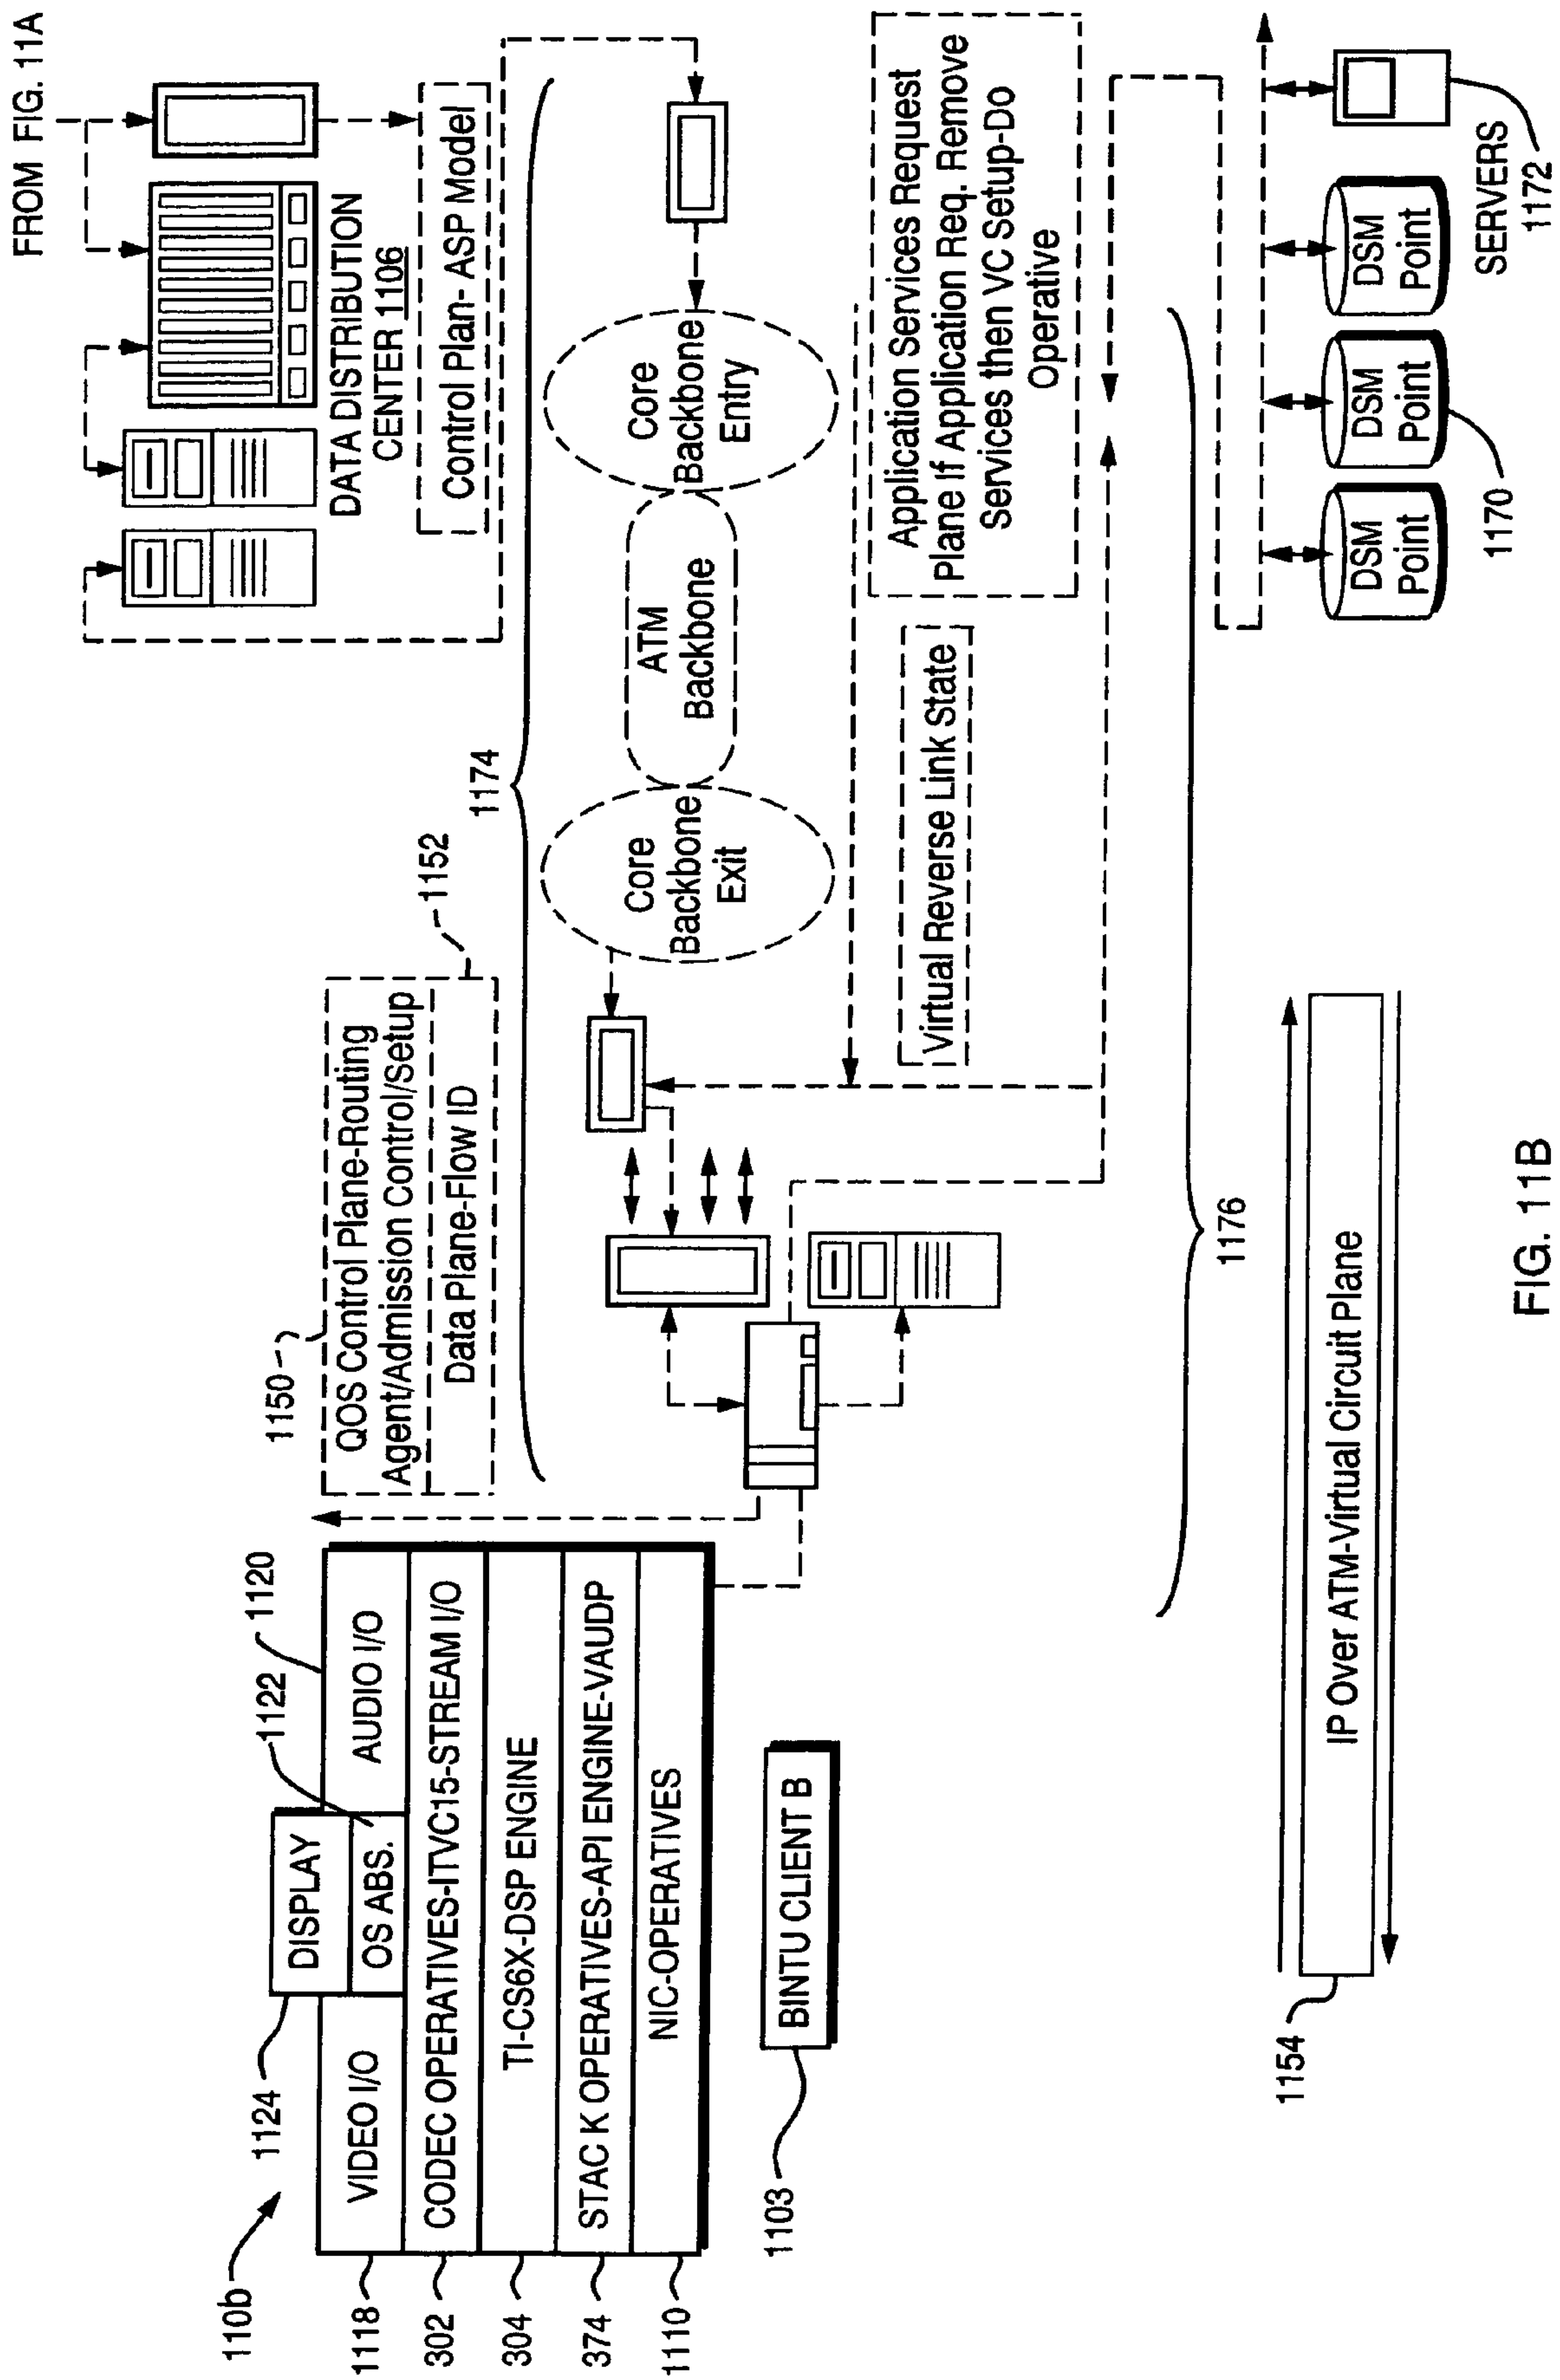 FROM FIG. 11A
DATA DISTRIBUTION
CENTER 1106
Control Plan- ASP Model
1174
Core
Backbone
Entry
ATM
Backbone
Core
Backbone
Exit
1150
QOS Control Plane-Routing
Agent/Admission Control/setup
Data Plane-Flow ID
1152
110b
1124
DISPLAY
1122
OS ABS.
1120
1118
VIDEO I/O
AUDIO I/O
302
CODEC OPERATIVES-ITVC15-STREAM I/O
304
TI-CS6X-DSP ENGINE
374
STAC K OPERATIVES-API ENGINE-VAUDP
1110
NIC-OPERATIVES
1103
BINTU CLIENT B
Application Services Request
Plane If Application Req. Remove
Services then VC Setup-Do
Operative
Virtual Reverse Link State
1176
DSM
Point
DSM
Point
DSM
Point
1170
SERVERS
1172
1154
IP Over ATM-Virtual Circuit Plane
FIG. 11B